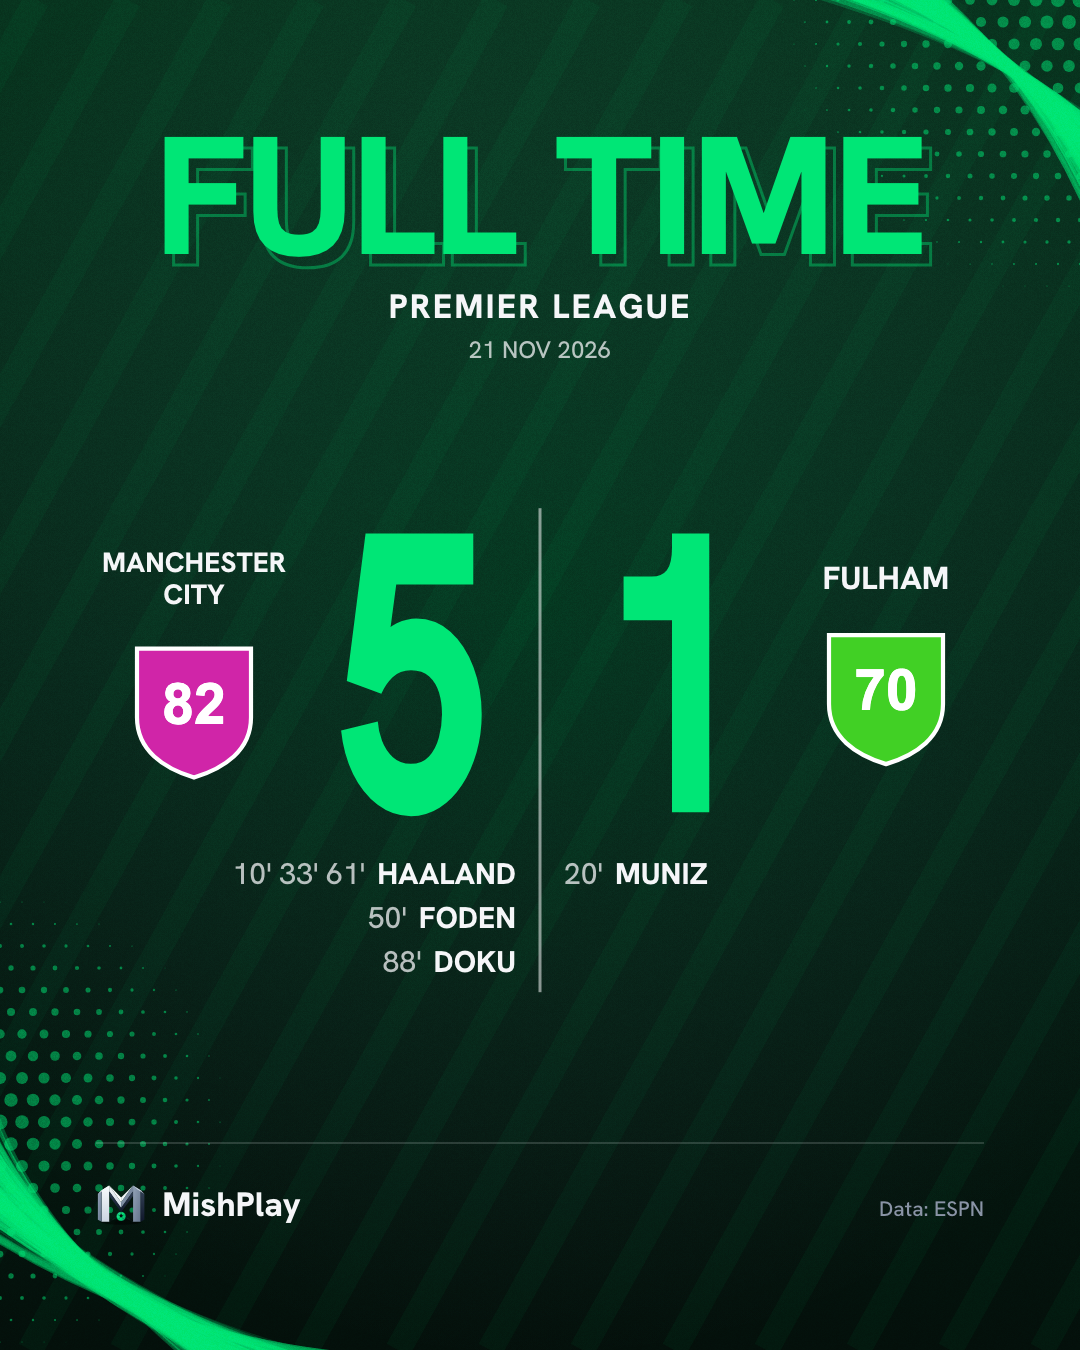 FULL TIME
PREMIER LEAGUE
21 NOV 2026
MANCHESTER
CITY
82
5
1
FULHAM
70
10' 33' 61' HAALAND
50' FODEN
88' DOKU
20' MUNIZ
MishPlay
Data: ESPN